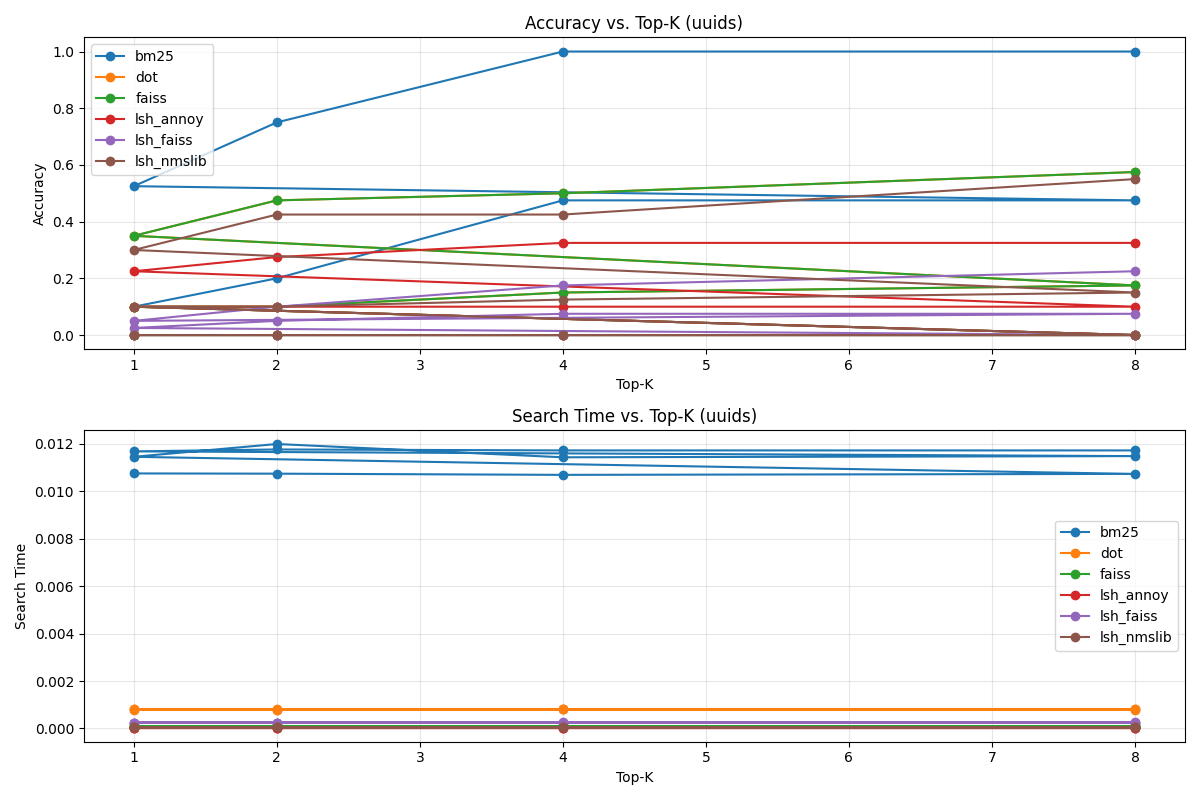 Accuracy vs. Top-K (uuids)
Accuracy
1.0
0.8
0.6
0.4
0.2
0.0
bm25
dot
faiss
lsh_annoy
lsh_faiss
lsh_nmslib
1 2 3 4 5 6 7 8
Top-K
Search Time vs. Top-K (uuids)
Search Time
0.012
0.010
0.008
0.006
0.004
0.002
0.000
bm25
dot
faiss
lsh_annoy
lsh_faiss
lsh_nmslib
1 2 3 4 5 6 7 8
Top-K